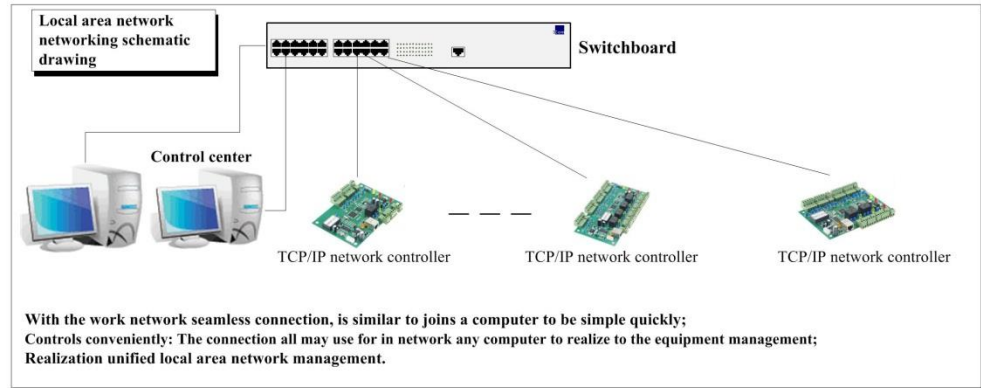 Local area network
networking schematic
drawing
Switchboard
Control center
TCP/IP network controller
TCP/IP network controller
TCP/IP network controller
With the work network seamless connection, is similar to joins a computer to be simple quickly;
Controls conveniently: The connection all may use for in network any computer to realize to the equipment management;
Realization unified local area network management.